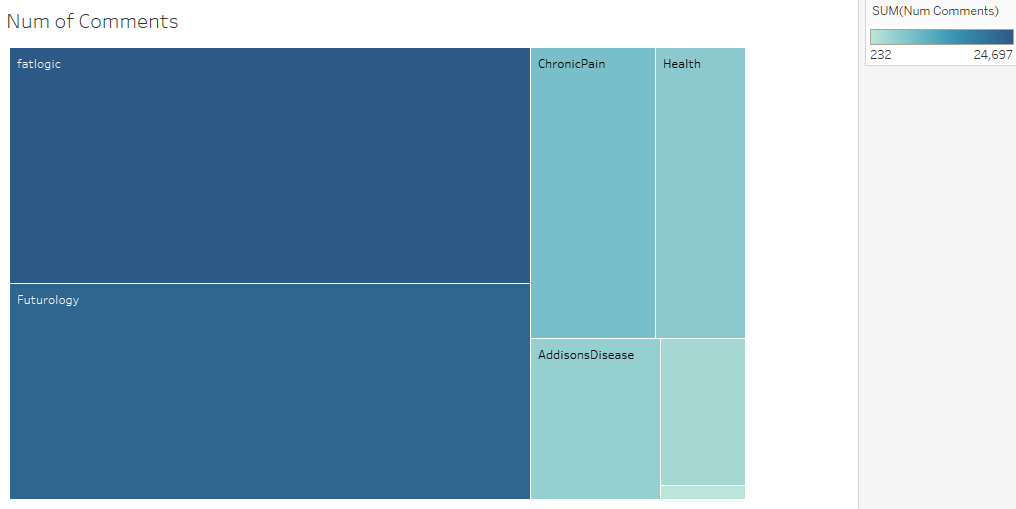 Num of Comments
SUM(Num Comments)
232 24,697
fatlogic
ChronicPain
Health
Futurology
AddisonsDisease